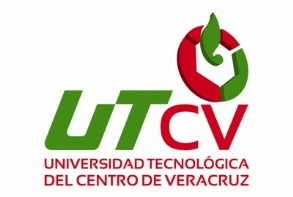 UTCV
UNIVERSIDAD TECNOLÓGICA
DEL CENTRO DE VERACRUZ